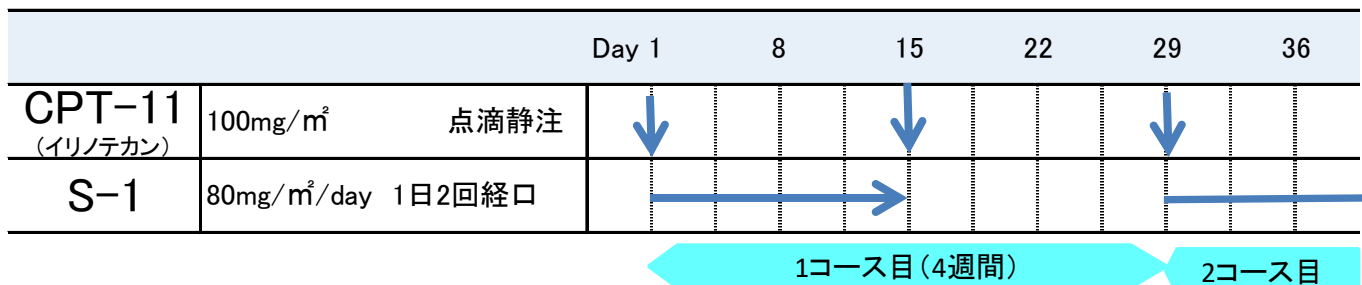 Day 1 8 15 22 29 36
CPT-11
(イリノテカン)
100mg/㎡ 点滴静注
S-1
80mg/㎡/day 1日2回経口
1コース目(4週間)
2コース目